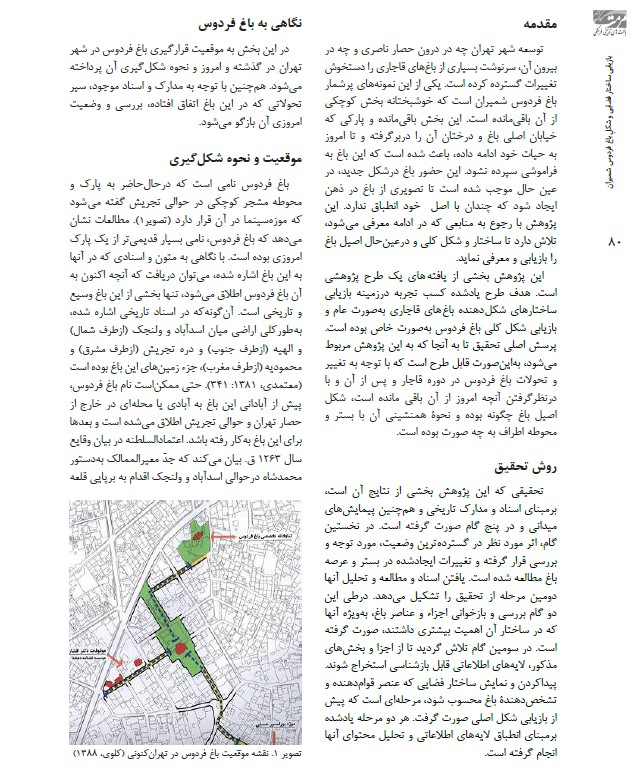 بازیابی ساختار فضایی و شکل باغ فردوس شمیران
۸۰
مقدمه
توسعه شهر تهران چه در درون حصار ناصری و چه در
بیرون آن، سرنوشت بسیاری از باغ‌های قاجاری را دستخوش
تغییرات گسترده کرده است. یکی از این نمونه‌های پرشمار
باغ فردوس شمیران است که خوشبختانه بخش کوچکی
از آن باقی‌مانده است. این بخش باقی‌مانده و پارکی که
خیابان اصلی باغ و درختان آن را دربرگرفته و تا امروز
به حیات خود ادامه داده، باعث شده است که این باغ به
فراموشی سپرده نشود. این حضور باغ درشکل جدید، در
عین حال موجب شده است تا تصویری از باغ در ذهن
ایجاد شود که چندان با اصل خود انطباق ندارد. این
پژوهش با رجوع به منابعی که در ادامه معرفی می‌شود،
تلاش دارد تا ساختار و شکل کلی و درعین‌حال اصیل باغ
را بازیابی و معرفی نماید.
این پژوهش بخشی از یافته‌های یک طرح پژوهشی
است. هدف طرح یادشده کسب تجربه درزمینه بازیابی
ساختارهای شکل‌دهنده باغ‌های قاجاری به‌صورت عام و
بازیابی شکل کلی باغ فردوس به‌صورت خاص بوده است.
پرسش اصلی تحقیق تا به آنجا که به این پژوهش مربوط
می‌شود، به‌این‌صورت قابل طرح است که با توجه به تغییر
و تحولات باغ فردوس در دوره قاجار و پس از آن و با
درنظرگرفتن آنچه امروز از آن باقی مانده است، شکل
اصیل باغ چگونه بوده و نحوهٔ همنشینی آن با بستر و
محوطه اطراف به چه صورت بوده است.
روش تحقیق
تحقیقی که این پژوهش بخشی از نتایج آن است،
برمبنای اسناد و مدارک تاریخی و هم‌چنین پیمایش‌های
میدانی و در پنج گام صورت گرفته است. در نخستین
گام، اثر مورد نظر در گسترده‌ترین وضعیت، مورد توجه و
بررسی قرار گرفته و تغییرات ایجادشده در بستر و عرصه
باغ مطالعه شده است. یافتن اسناد و مطالعه و تحلیل آنها
دومین مرحله از تحقیق را تشکیل می‌دهد. درطی این
دو گام بررسی و بازخوانی اجزاء و عناصر باغ، به‌ویژه آنها
که در ساختار آن اهمیت بیشتری داشتند، صورت گرفته
است. در سومین گام تلاش گردید تا از اجزا و بخش‌های
مذکور، لایه‌های اطلاعاتی قابل بازشناسی استخراج شوند.
پیداکردن و نمایش ساختار فضایی که عنصر قوام‌دهنده و
تشخص‌دهندهٔ باغ محسوب شود، مرحله‌ای است که پیش
از بازیابی شکل اصلی صورت گرفت. هر دو مرحله یادشده
برمبنای انطباق لایه‌های اطلاعاتی و تحلیل محتوای آنها
انجام گرفته است.
نگاهی به باغ فردوس
در این بخش به موقعیت قرارگیری باغ فردوس در شهر
تهران در گذشته و امروز و نحوه شکل‌گیری آن پرداخته
می‌شود. هم‌چنین با توجه به مدارک و اسناد موجود، سیر
تحولاتی که در این باغ اتفاق افتاده، بررسی و وضعیت
امروزی آن بازگو می‌شود.
موقعیت و نحوه شکل‌گیری
باغ فردوس نامی است که درحال‌حاضر به پارک و
محوطه مشجر کوچکی در حوالی تجریش گفته می‌شود
که موزه‌سینما در آن قرار دارد (تصویر۱). مطالعات نشان
می‌دهد که باغ فردوس، نامی بسیار قدیمی‌تر از یک پارک
امروزی بوده است. با نگاهی به متون و اسنادی که در آنها
به این باغ اشاره شده، می‌توان دریافت که آنچه اکنون به
آن باغ فردوس اطلاق می‌شود، تنها بخشی از این باغ وسیع
و تاریخی است. آن‌گونه‌که در اسناد تاریخی اشاره شده،
به‌طورکلی اراضی میان اسدآباد و ولنجک (ازطرف شمال)
و الهیه (ازطرف جنوب) و دره تجریش (ازطرف مشرق) و
محمودیه (ازطرف مغرب)، جزء زمین‌های این باغ بوده است
(معتمدی، ۱۳۸۱: ۳۴۱). حتی ممکن‌است نام باغ فردوس،
پیش از آبادانی این باغ به آبادی یا محله‌ای در خارج از
حصار تهران و حوالی تجریش اطلاق می‌شده است و بعدها
برای این باغ به‌کار رفته باشد. اعتمادالسلطنه در بیان وقایع
سال ۱۲۶۳ ق. بیان می‌کند که جدّ معیرالممالک به‌دستور
محمدشاه درحوالی اسدآباد و ولنجک اقدام به برپایی قلعه
کتابخانه تخصصی باغ فردوس
موقوفات دکتر افشار
تصویر ۱. نقشه موقعیت باغ فردوس در تهران‌کنونی (کلوی، ۱۳۸۸)